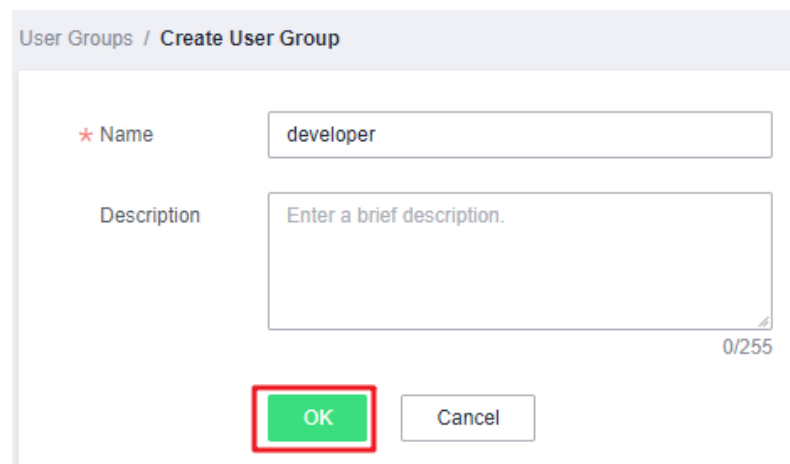 User Groups / Create User Group
* Name developer
Description Enter a brief description.
0/255
OK Cancel